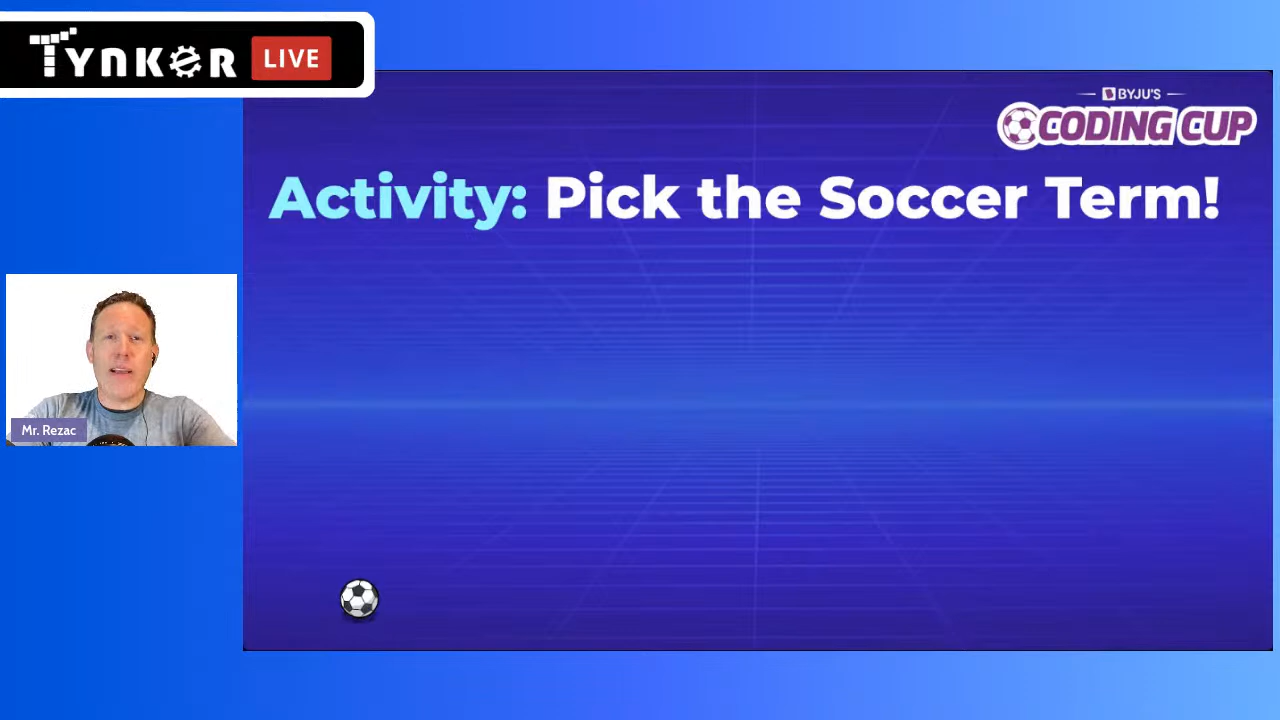 TYNKER LIVE
BYJU'S
CODING CUP
Activity: Pick the Soccer Term!
Mr. Rezac